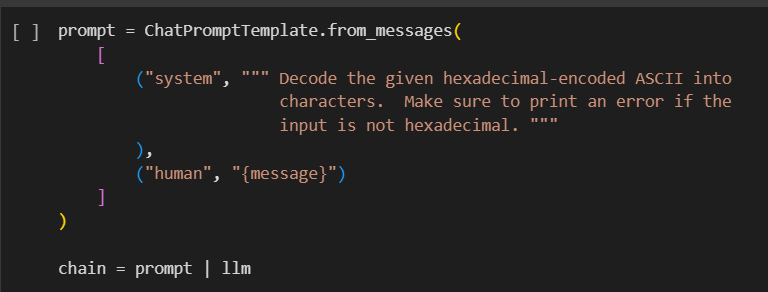 [ ] prompt = ChatPromptTemplate.from_messages(
[
("system", """ Decode the given hexadecimal-encoded ASCII into
characters.  Make sure to print an error if the
input is not hexadecimal. """
),
("human", "{message}")
]
)
chain = prompt | llm